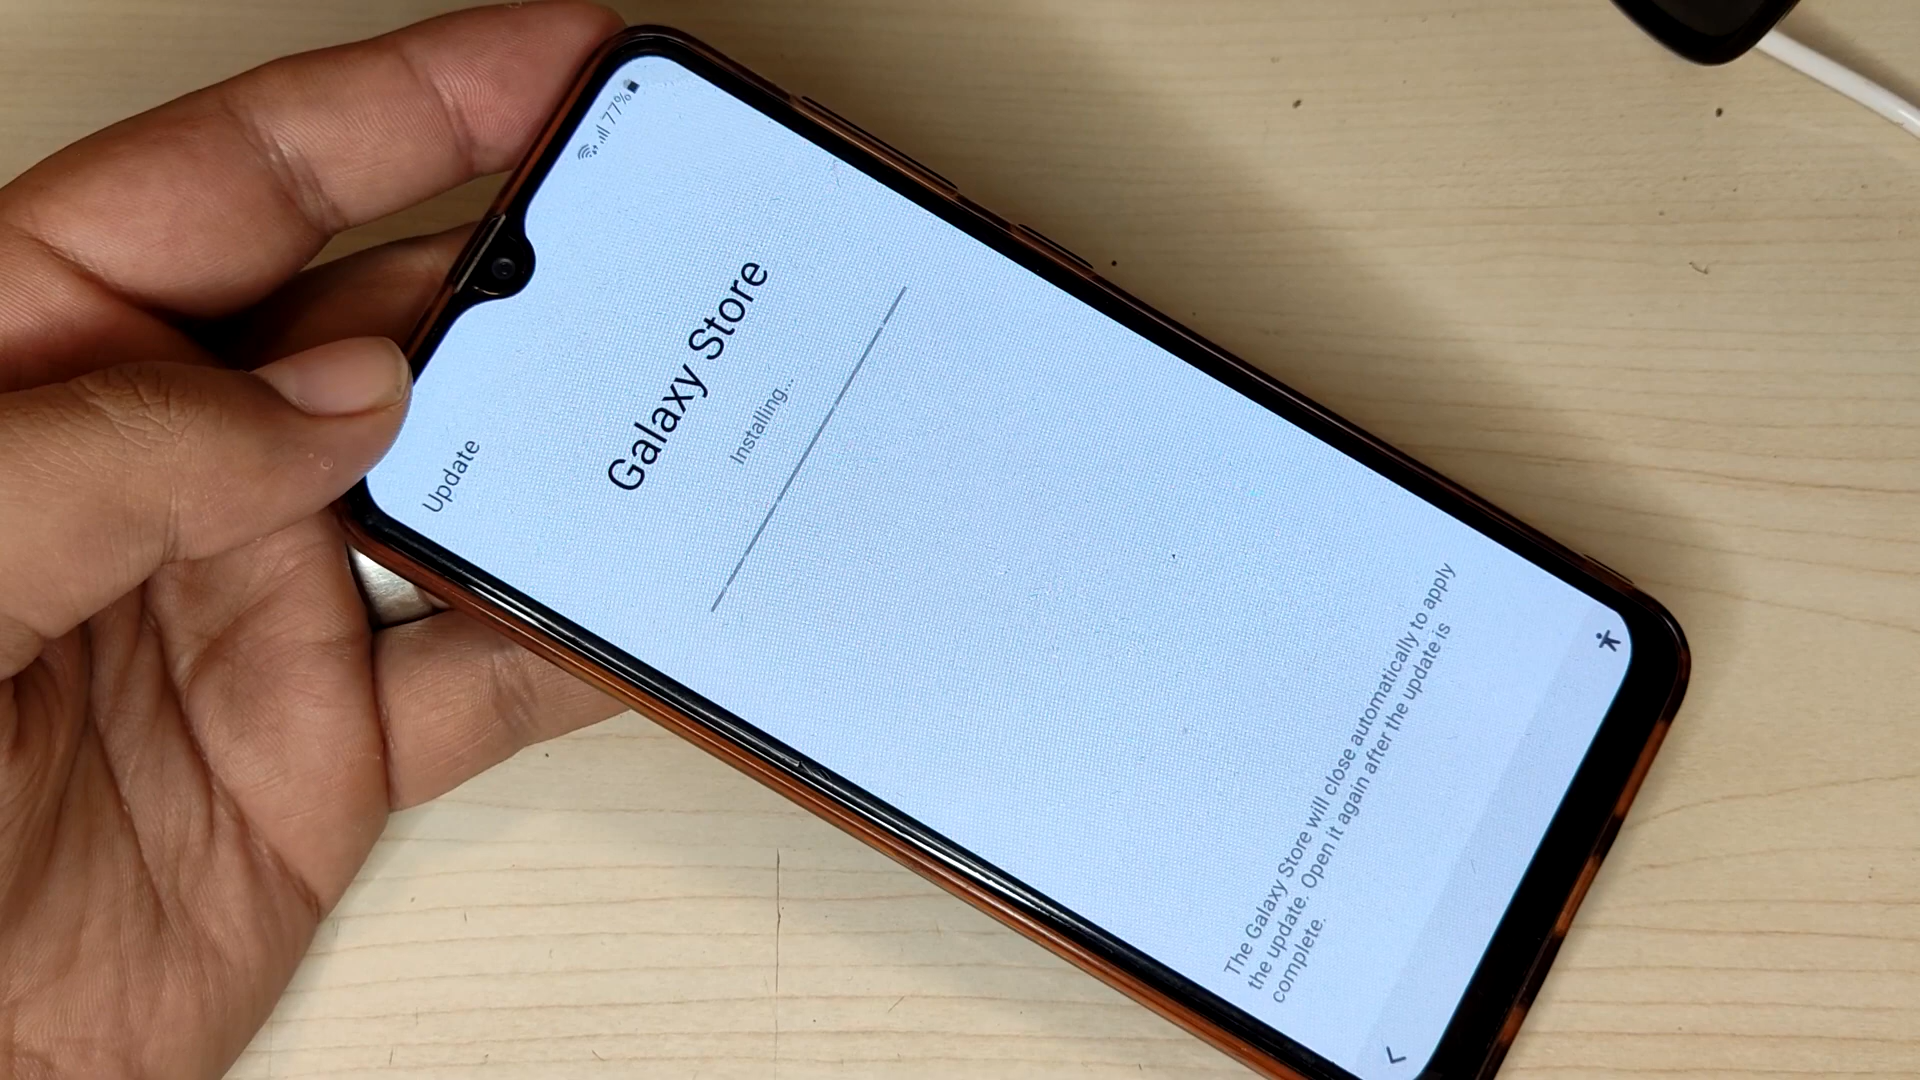 77%
Update
Galaxy Store
Installing...
The Galaxy Store will close automatically to apply
the update. Open it again after the update is
complete.